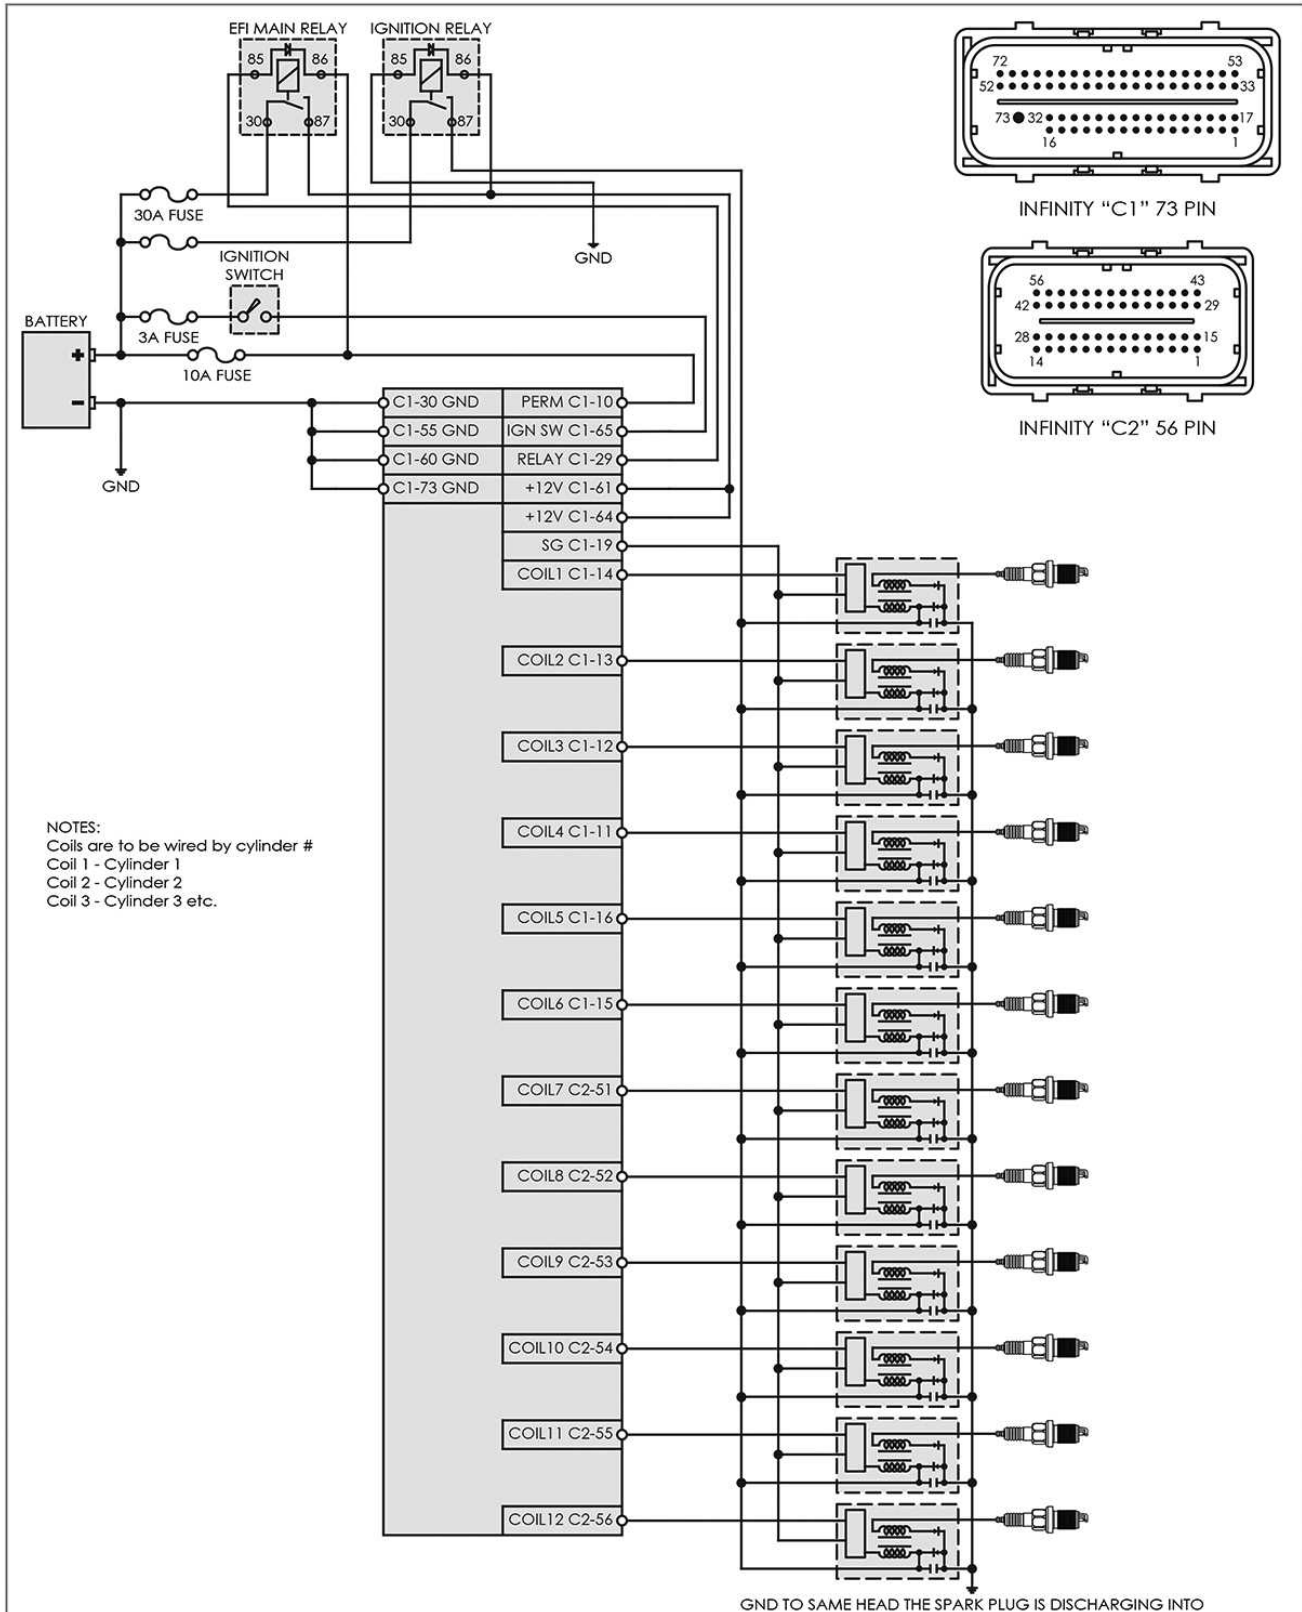 EFI MAIN RELAY
85
86
30
87
IGNITION RELAY
85
86
30
87
30A FUSE
IGNITION
SWITCH
3A FUSE
10A FUSE
BATTERY
+
-
GND
GND
72
53
52
33
73
32
17
16
1
INFINITY “C1” 73 PIN
56
43
42
29
28
15
14
1
INFINITY “C2” 56 PIN
C1-30 GND
PERM C1-10
C1-55 GND
IGN SW C1-65
C1-60 GND
RELAY C1-29
C1-73 GND
+12V C1-61
+12V C1-64
SG C1-19
COIL1 C1-14
COIL2 C1-13
COIL3 C1-12
COIL4 C1-11
COIL5 C1-16
COIL6 C1-15
COIL7 C2-51
COIL8 C2-52
COIL9 C2-53
COIL10 C2-54
COIL11 C2-55
COIL12 C2-56
NOTES:
Coils are to be wired by cylinder #
Coil 1 - Cylinder 1
Coil 2 - Cylinder 2
Coil 3 - Cylinder 3 etc.
GND TO SAME HEAD THE SPARK PLUG IS DISCHARGING INTO